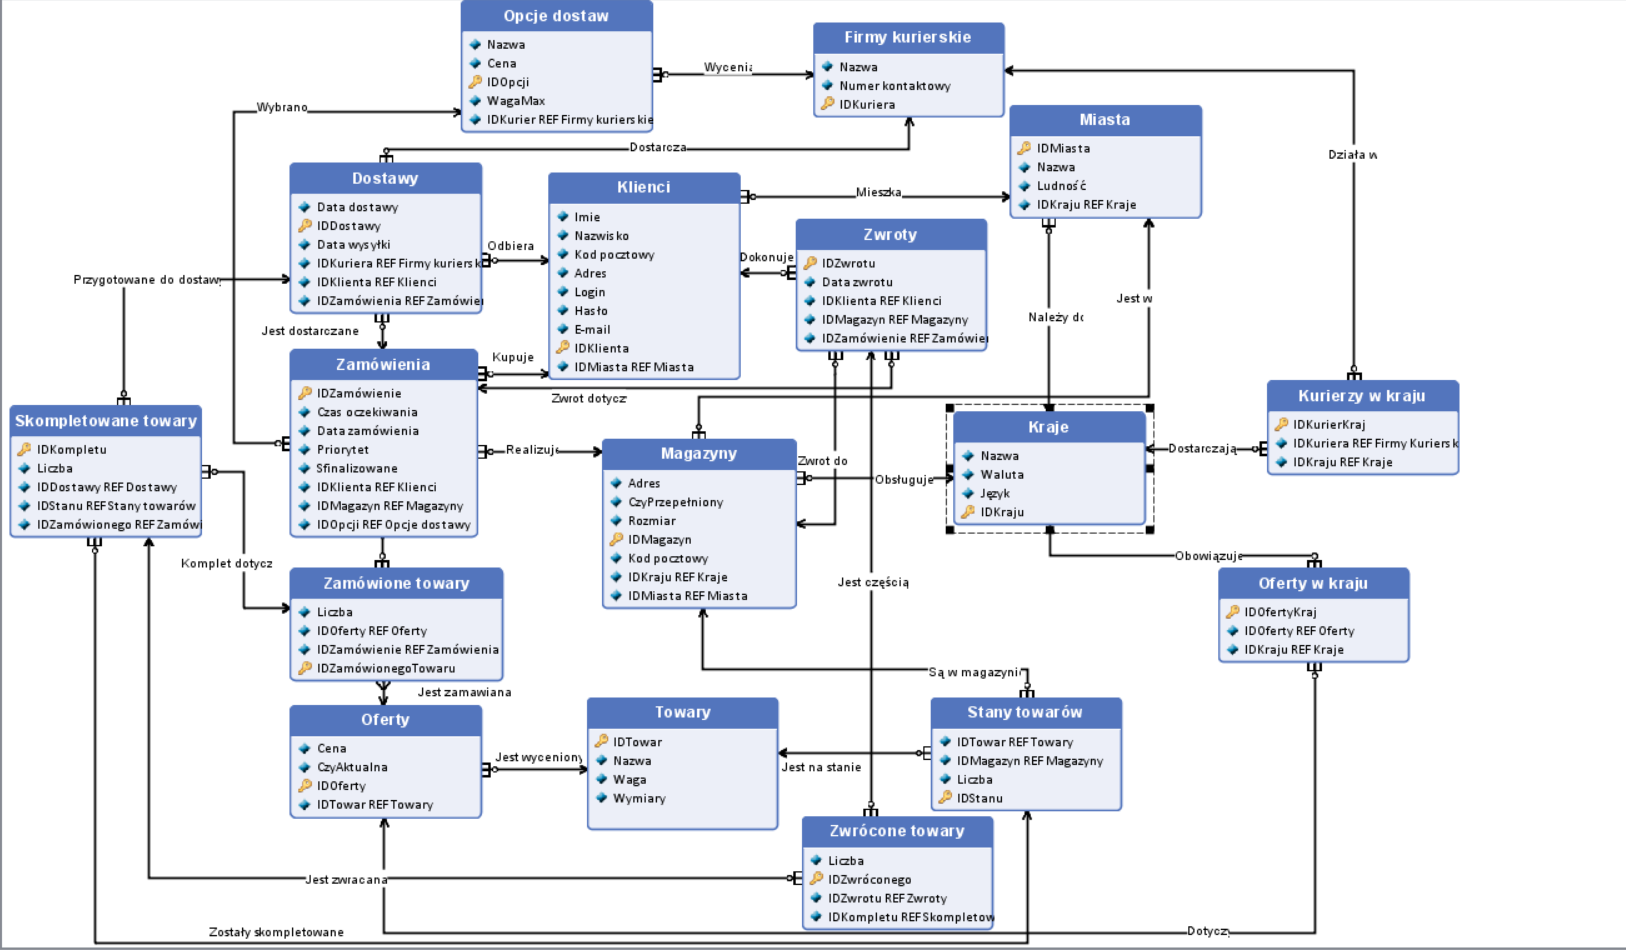 Opcje dostaw
Nazwa
Cena
IDOpcji
WagaMax
IDKurier REF Firmy kurierskie
Wycenia
Firmy kurierskie
Nazwa
Numer kontaktowy
IDKuriera
Wybrano
Dostarcza
Działa w
Miasta
IDMiasta
Nazwa
Ludność
IDKraju REF Kraje
Dostawy
Data dostawy
IDDostawy
Data wysyłki
IDKuriera REF Firmy kuriersk
IDKlienta REF Klienci
IDZamówienia REF Zamówie
Odbiera
Klienci
Imie
Nazwisko
Kod pocztowy
Adres
Login
Hasło
E-mail
IDKlienta
IDMiasta REF Miasta
Mieszka
Dokonuje
Zwroty
IDZwrotu
Data zwrotu
IDKlienta REF Klienci
IDMagazyn REF Magazyny
IDZamówienie REF Zamówie
Przygotowane do dostaw
Jest dostarczane
Jest w
Należy do
Kupuje
Zwrot dotycz
Zamówienia
IDZamówienie
Czas oczekiwania
Data zamówienia
Priorytet
Sfinalizowane
IDKlienta REF Klienci
IDMagazyn REF Magazyny
IDOpcji REF Opcje dostawy
Skompletowane towary
IDKompletu
Liczba
IDDostawy REF Dostawy
IDStanu REF Stany towarów
IDZamówionego REF Zamówi
Realizuje
Magazyny
Adres
CzyPrzepełniony
Rozmiar
IDMagazyn
Kod pocztowy
IDKraju REF Kraje
IDMiasta REF Miasta
Zwrot do
Obsługuje
Kraje
Nazwa
Waluta
Język
IDKraju
Dostarczają
Kurierzy w kraju
IDKurierKraj
IDKuriera REF Firmy Kuriersk
IDKraju REF Kraje
Komplet dotycz
Jest częścią
Obowiązuje
Zamówione towary
Liczba
IDOferty REF Oferty
IDZamówienie REF Zamówienia
IDZamówionegoTowaru
Oferty w kraju
IDOfertyKraj
IDOferty REF Oferty
IDKraju REF Kraje
Jest zamawiana
Są w magazyni
Oferty
Cena
CzyAktualna
IDOferty
IDTowar REF Towary
Jest wyceniony
Towary
IDTowar
Nazwa
Waga
Wymiary
Jest na stanie
Stany towarów
IDTowar REF Towary
IDMagazyn REF Magazyny
Liczba
IDStanu
Zwrócone towary
Liczba
IDZwróconego
IDZwrotu REF Zwroty
IDKompletu REF Skompletow
Jest zwracana
Zostały skompletowane
Dotyczy